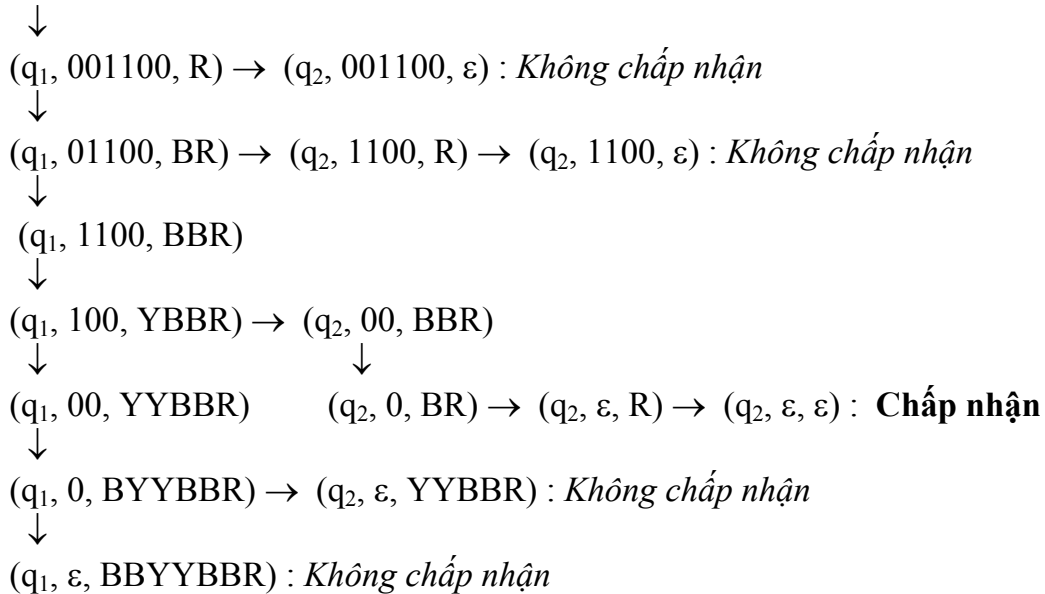 ↓
(q₁, 001100, R) → (q₂, 001100, ε) : Không chấp nhận
↓
(q₁, 01100, BR) → (q₂, 1100, R) → (q₂, 1100, ε) : Không chấp nhận
↓
(q₁, 1100, BBR)
↓
(q₁, 100, YBBR) → (q₂, 00, BBR)
↓ ↓
(q₁, 00, YYBBR) (q₂, 0, BR) → (q₂, ε, R) → (q₂, ε, ε) : Chấp nhận
↓
(q₁, 0, BYYBBR) → (q₂, ε, YYBBR) : Không chấp nhận
↓
(q₁, ε, BBYYBBR) : Không chấp nhận